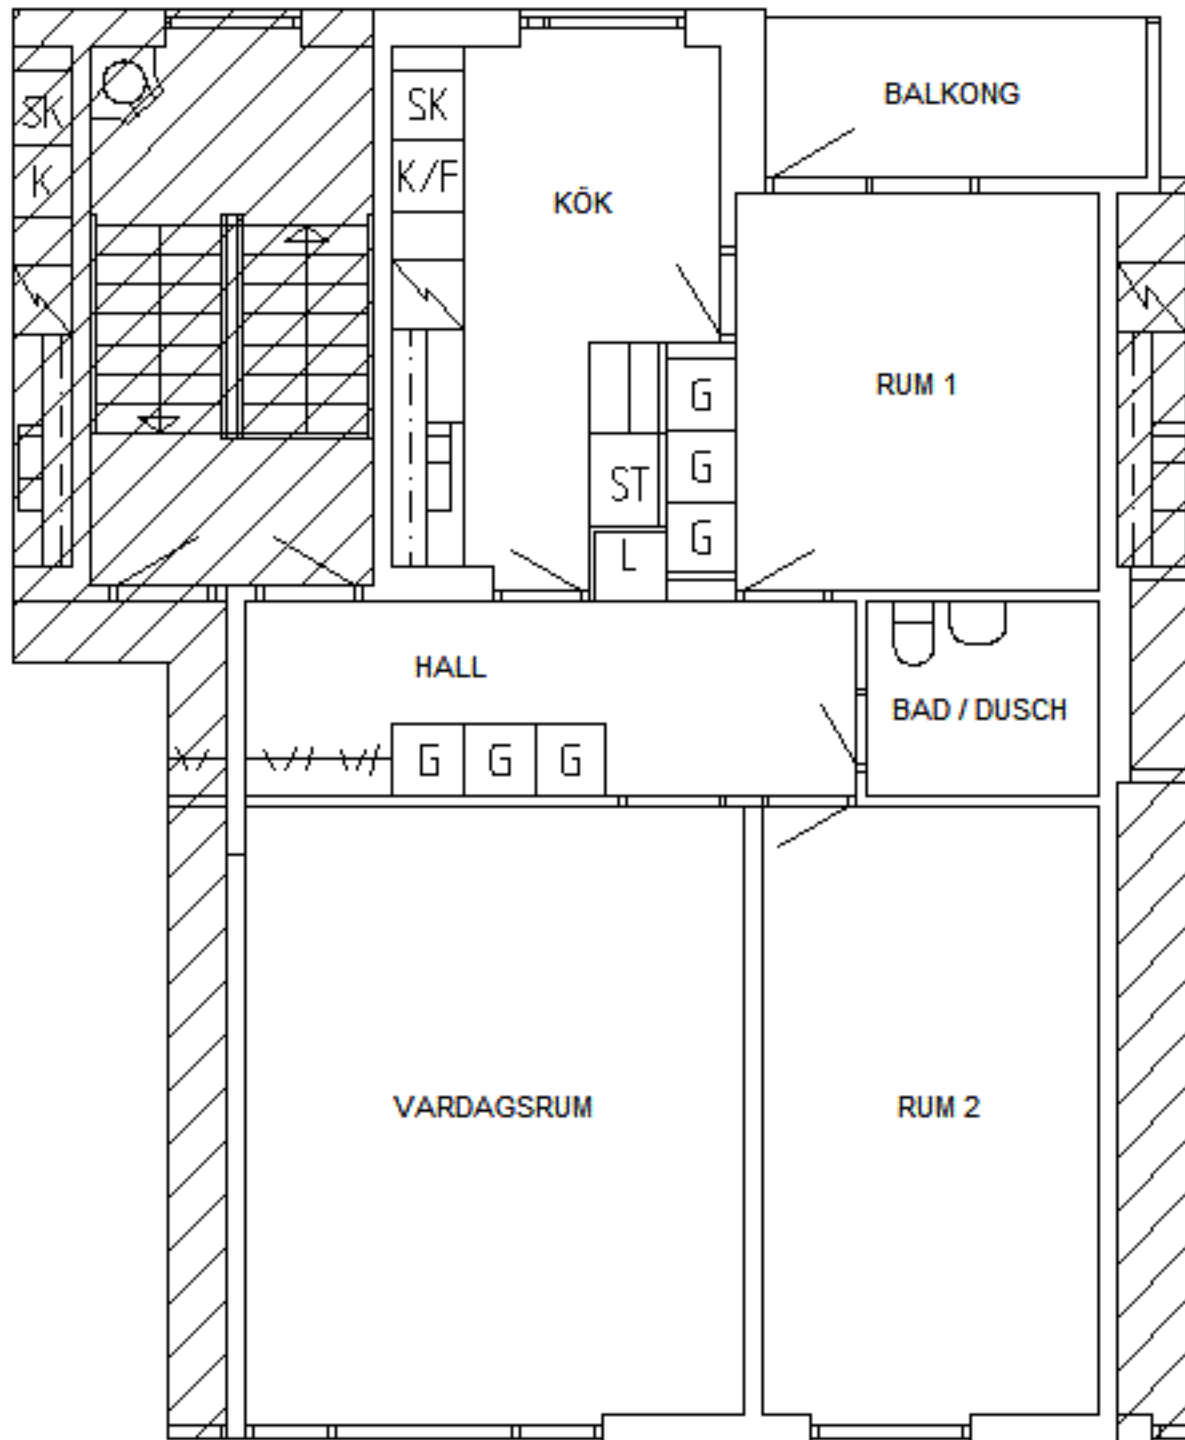 BALKONG
SK
SK
K/F
K
KÖK
RUM 1
G
G
ST
G
L
HALL
BAD / DUSCH
G G G
VARDAGSRUM
RUM 2